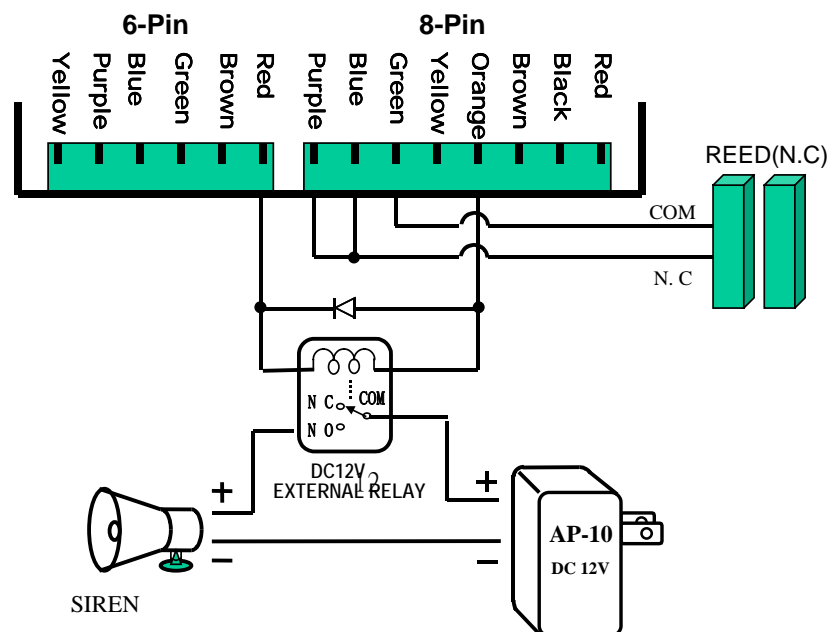 6-Pin 8-Pin
Yellow Purple Blue Green Brown Red Purple Blue Green Yellow Orange Brown Black Red
REED(N.C)
COM
N. C
N C COM
N O
DC12V
12
EXTERNAL RELAY
+ +
- -
AP-10
DC 12V
SIREN